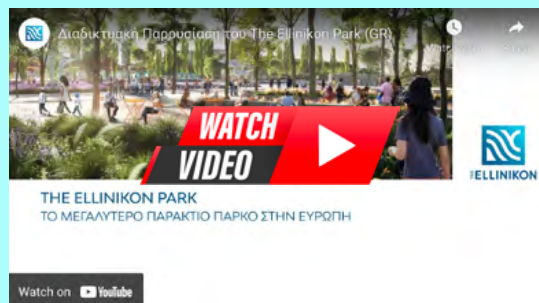 Διαδικτυακή Παρουσίαση του The Ellinikon Park (GR)
WATCH
VIDEO
THE ELLINIKON
THE ELLINIKON PARK
ΤΟ ΜΕΓΑΛΥΤΕΡΟ ΠΑΡΑΚΤΙΟ ΠΑΡΚΟ ΣΤΗΝ ΕΥΡΩΠΗ
Watch on YouTube